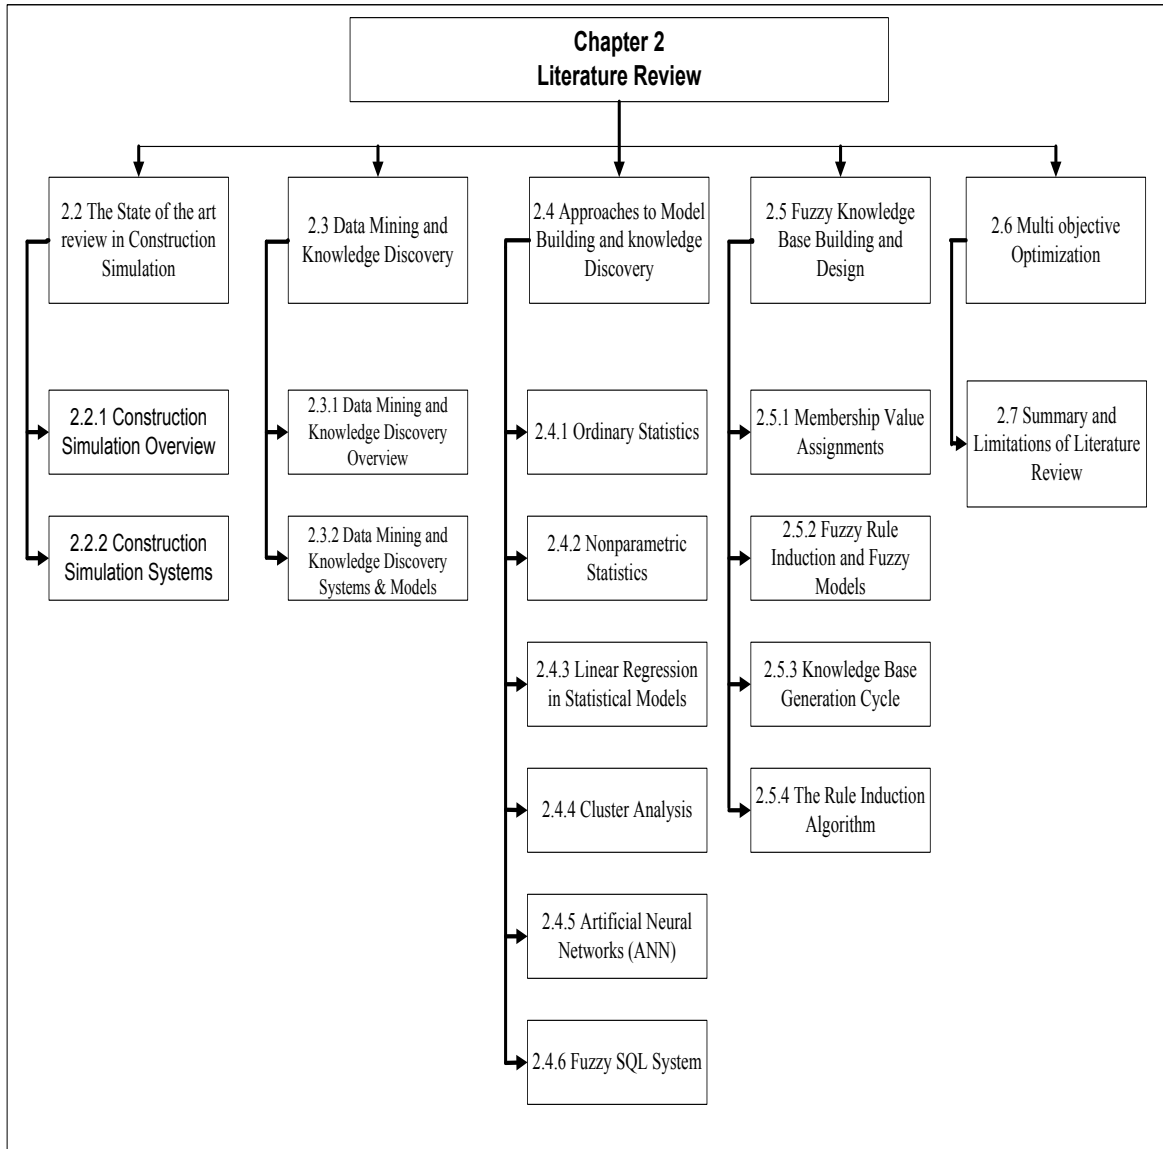 Chapter 2
Literature Review
2.2 The State of the art
review in Construction
Simulation
2.3 Data Mining and
Knowledge Discovery
2.4 Approaches to Model
Building and knowledge
Discovery
2.5 Fuzzy Knowledge
Base Building and
Design
2.6 Multi objective
Optimization
2.2.1 Construction
Simulation Overview
2.2.2 Construction
Simulation Systems
2.3.1 Data Mining and
Knowledge Discovery
Overview
2.3.2 Data Mining and
Knowledge Discovery
Systems & Models
2.4.1 Ordinary Statistics
2.4.2 Nonparametric
Statistics
2.4.3 Linear Regression
in Statistical Models
2.4.4 Cluster Analysis
2.4.5 Artificial Neural
Networks (ANN)
2.4.6 Fuzzy SQL System
2.5.1 Membership Value
Assignments
2.5.2 Fuzzy Rule
Induction and Fuzzy
Models
2.5.3 Knowledge Base
Generation Cycle
2.5.4 The Rule Induction
Algorithm
2.7 Summary and
Limitations of Literature
Review